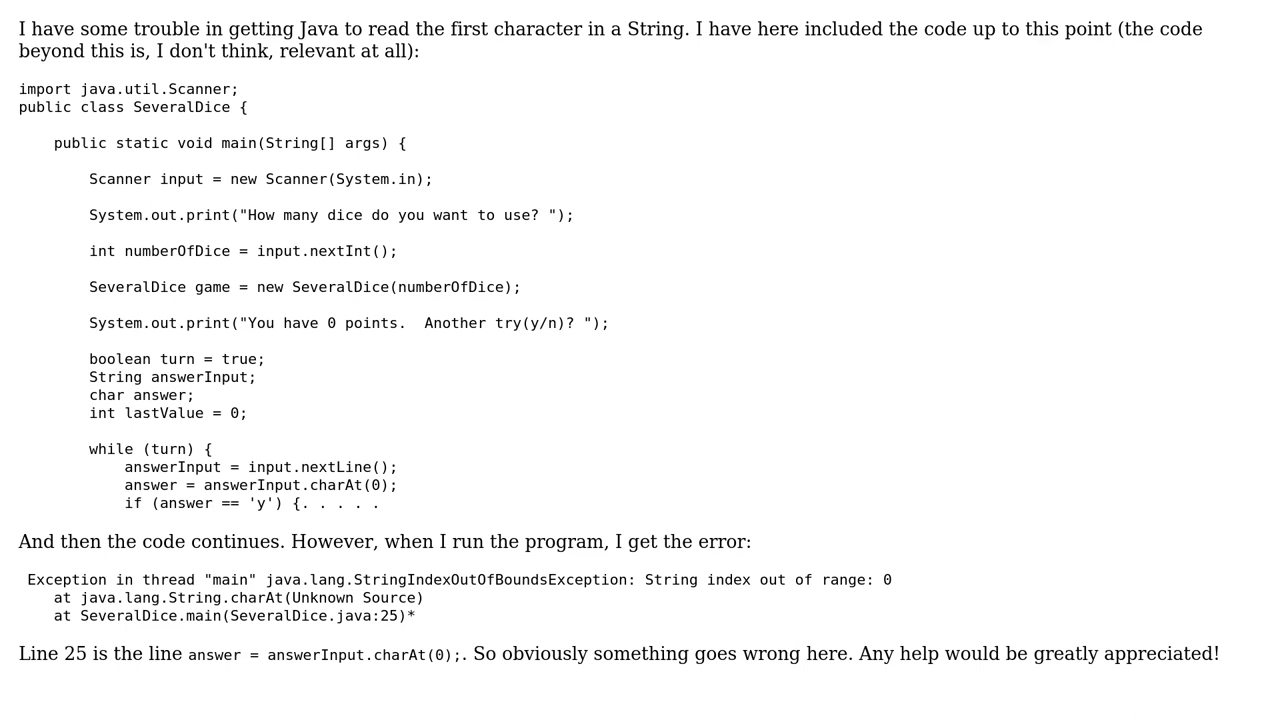 I have some trouble in getting Java to read the first character in a String. I have here included the code up to this point (the code
beyond this is, I don't think, relevant at all):
import java.util.Scanner;
public class SeveralDice {
    public static void main(String[] args) {
        Scanner input = new Scanner(System.in);
        System.out.print("How many dice do you want to use? ");
        int numberOfDice = input.nextInt();
        SeveralDice game = new SeveralDice(numberOfDice);
        System.out.print("You have 0 points.  Another try(y/n)? ");
        boolean turn = true;
        String answerInput;
        char answer;
        int lastValue = 0;
        while (turn) {
            answerInput = input.nextLine();
            answer = answerInput.charAt(0);
            if (answer == 'y') {. . . . .
And then the code continues. However, when I run the program, I get the error:
 Exception in thread "main" java.lang.StringIndexOutOfBoundsException: String index out of range: 0
    at java.lang.String.charAt(Unknown Source)
    at SeveralDice.main(SeveralDice.java:25)*
Line 25 is the line answer = answerInput.charAt(0);. So obviously something goes wrong here. Any help would be greatly appreciated!